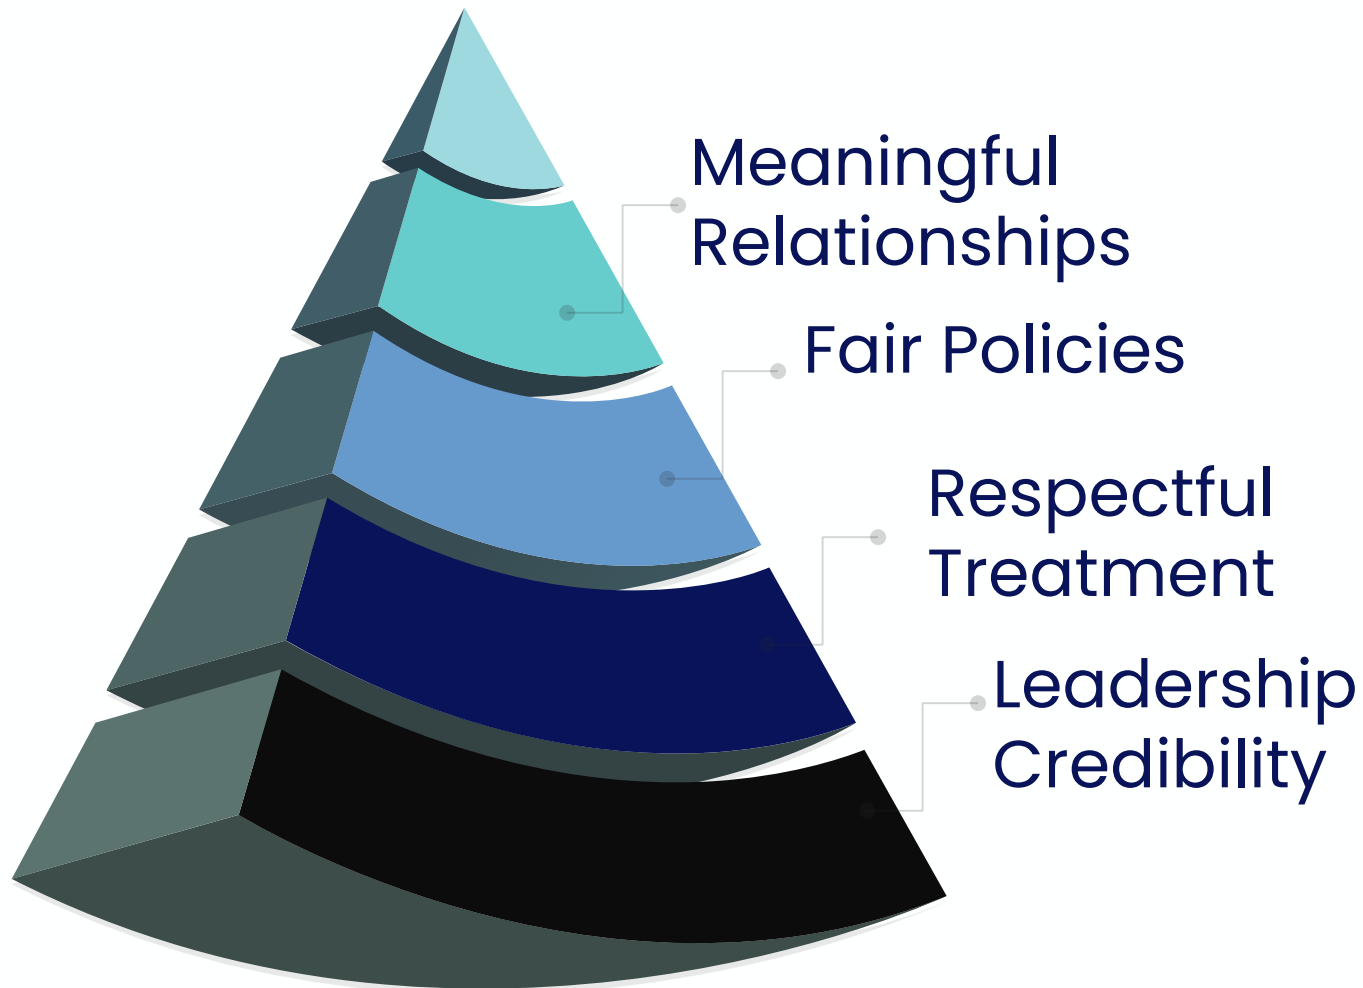 Meaningful
Relationships
Fair Policies
Respectful
Treatment
Leadership
Credibility